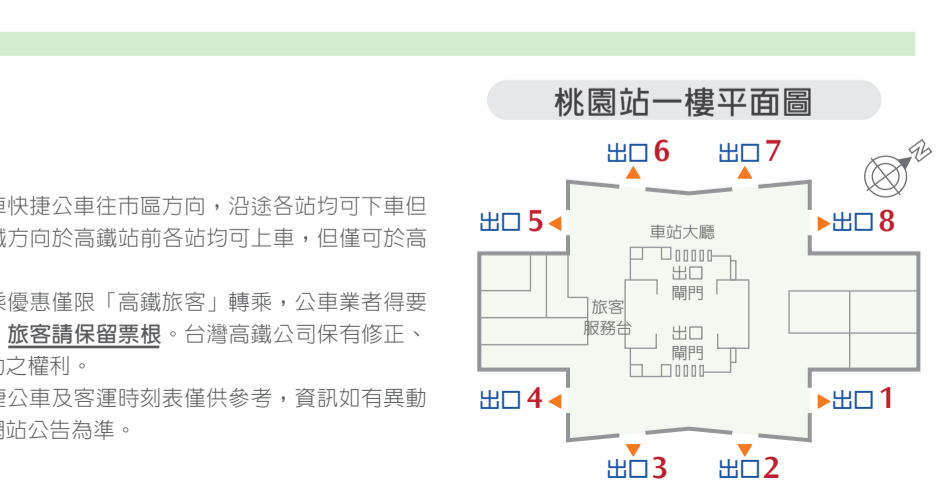 桃園站一樓平面圖
出口 6
出口 7
N
快捷公車往市區方向，沿途各站均可下車但
方向於高鐵站前各站均可上車，但僅可於高
優惠僅限「高鐵旅客」轉乘，公車業者得要
旅客請保留票根。台灣高鐵公司保有修正、
之權利。
公車及客運時刻表僅供參考，資訊如有異動
站公告為準。
出口 5
出口 8
車站大廳
出口
閘門
旅客
服務台
出口
閘門
出口 4
出口 1
出口 3
出口 2